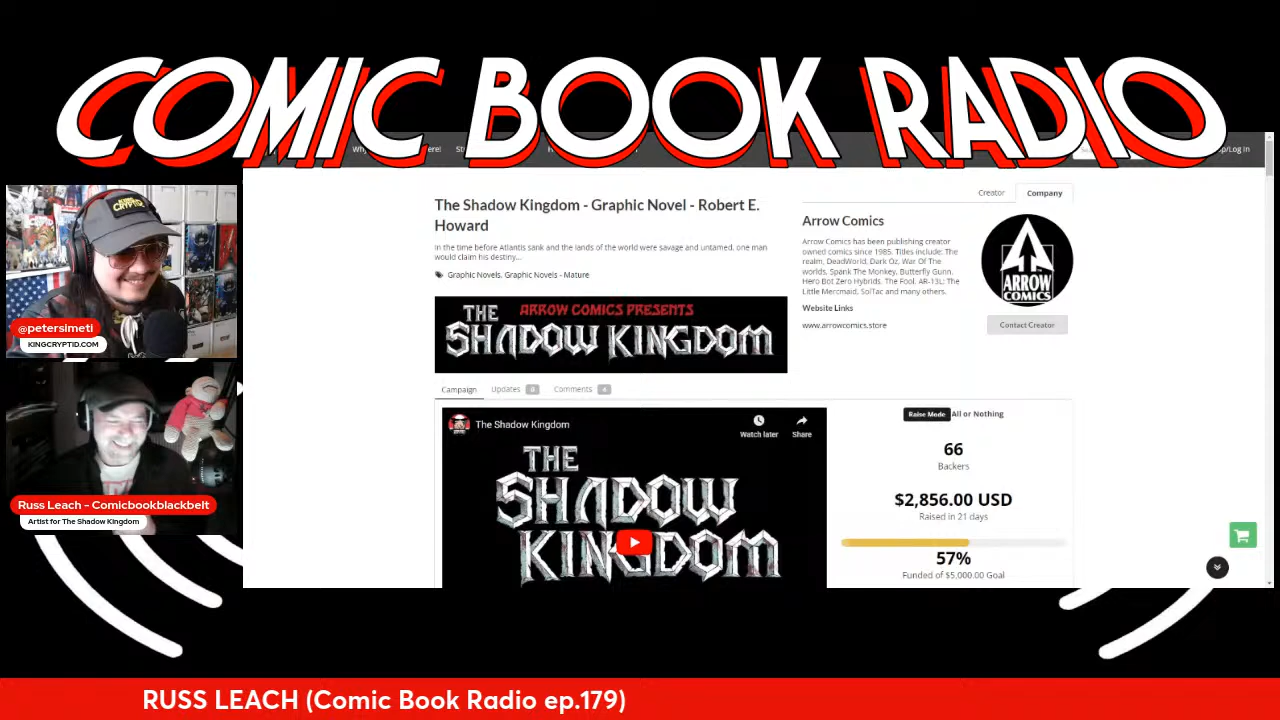 COMIC BOOK RADIO
The Shadow Kingdom - Graphic Novel - Robert E.
Howard
In the time before Atlantis sank and the lands of the world were savage and untamed, one man
would claim his destiny...
Graphic Novels, Graphic Novels - Mature
ARROW COMICS PRESENTS
THE
SHADOW KINGDOM
Creator
Company
Arrow Comics
Arrow Comics has been publishing creator
owned comics since 1985. Titles include: The
realm, DeadWorld, Dark Oz, War Of The
worlds, Spank The Monkey, Butterfly Gunn,
Hero Bot Zero Hybrids, The Fool, AR-13L: The
Little Mercmaid, SolTac and many others.
Website Links
www.arrowcomics.store
ARROW
COMICS
Contact Creator
Campaign
Updates 8
Comments 4
The Shadow Kingdom
Watch later
Share
THE
SHADOW
KINGDOM
Raise Mode All or Nothing
66
Backers
$2,856.00 USD
Raised in 21 days
57%
Funded of $5,000.00 Goal
@petersimeti
KINGCRYPTID.COM
Russ Leach - Comicbookblackbelt
Artist for The Shadow Kingdom
RUSS LEACH (Comic Book Radio ep.179)